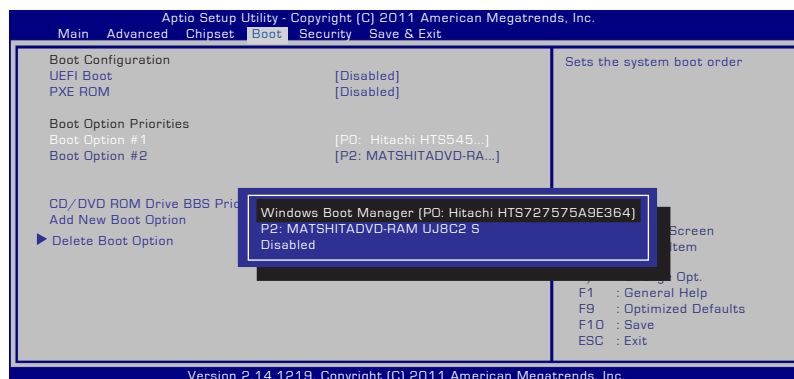 Aptio Setup Utility - Copyright (C) 2011 American Megatrends, Inc.
Main Advanced Chipset Boot Security Save & Exit
Boot Configuration
UEFI Boot [Disabled]
PXE ROM [Disabled]
Boot Option Priorities
Boot Option #1 [P0: Hitachi HTS545...]
Boot Option #2 [P2: MATSHITADVD-RA...]
CD/DVD ROM Drive BBS
Add New Boot Option
Delete Boot Option
Sets the system boot order
Windows Boot Manager (P0: Hitachi HTS727575A9E364)
P2: MATSHITADVD-RAM UJ8C2 S
Disabled
Screen
Item
Opt.
F1 : General Help
F9 : Optimized Defaults
F10 : Save
ESC : Exit
Version 2.14.1219. Copyright (C) 2011 American Megatrends, Inc.